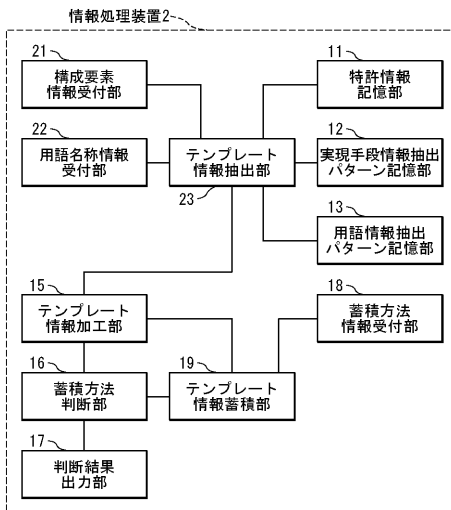 情報処理装置2
21
構成要素
情報受付部
11
特許情報
記憶部
22
用語名称情報
受付部
テンプレート
情報抽出部
23
12
実現手段情報抽出
パターン記憶部
13
用語情報抽出
パターン記憶部
15
テンプレート
情報加工部
18
蓄積方法
情報受付部
16
蓄積方法
判断部
19
テンプレート
情報蓄積部
17
判断結果
出力部